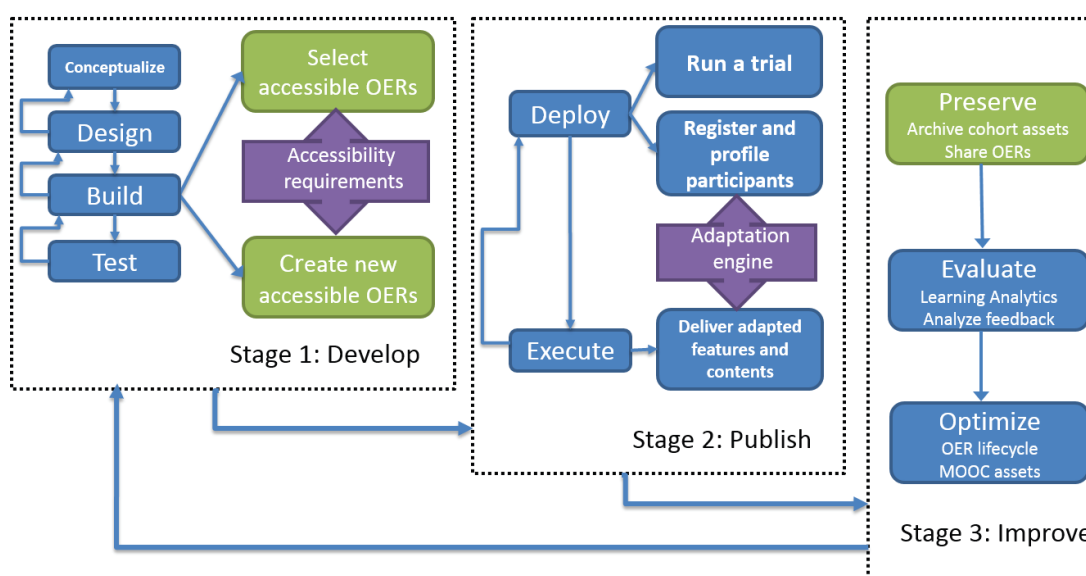 Conceptualize
Design
Build
Test
Select
accessible OERs
Accessibility
requirements
Create new
accessible OERs
Stage 1: Develop
Deploy
Execute
Run a trial
Register and
profile
participants
Adaptation
engine
Deliver adapted
features and
contents
Stage 2: Publish
Preserve
Archive cohort assets
Share OERs
Evaluate
Learning Analytics
Analyze feedback
Optimize
OER lifecycle
MOOC assets
Stage 3: Improve